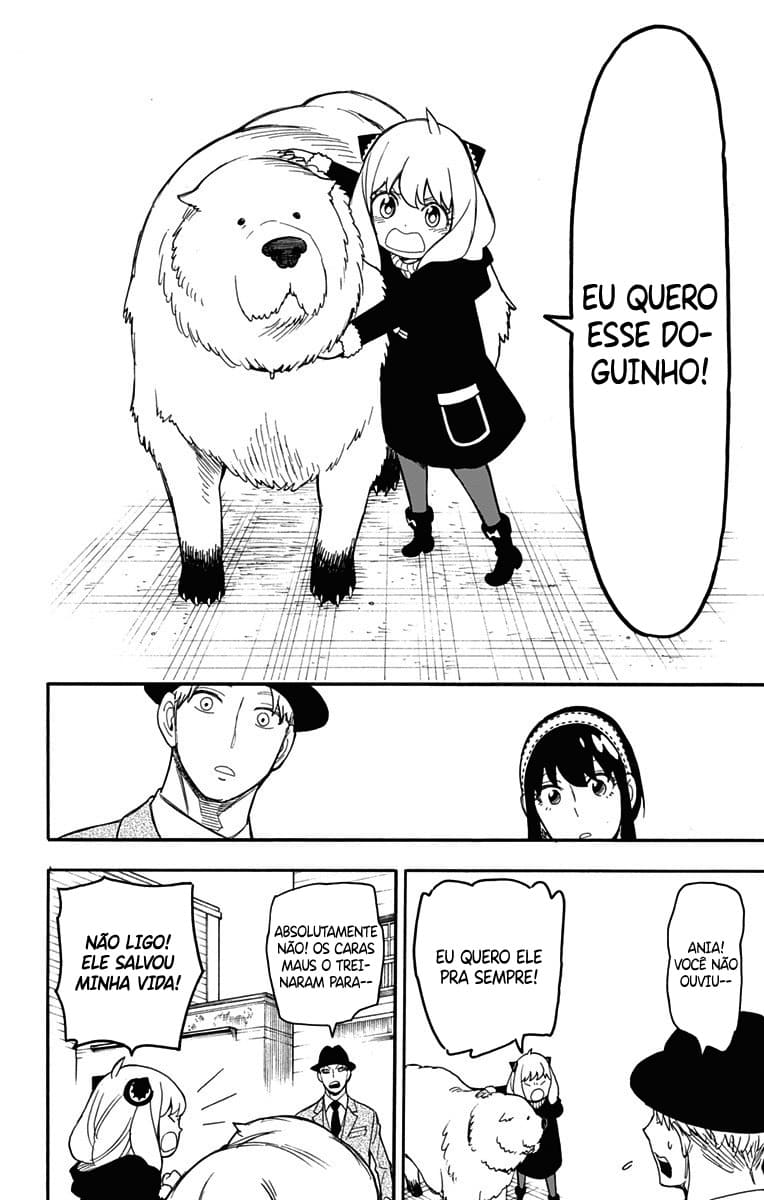 EU QUERO
ESSE DO-
GUINHO!
ANIA!
VOCÊ NÃO
OUVIU--
EU QUERO ELE
PRA SEMPRE!
ABSOLUTAMENTE
NÃO! OS CARAS
MAUS O TREI-
NARAM PARA--
NÃO LIGO!
ELE SALVOU
MINHA VIDA!